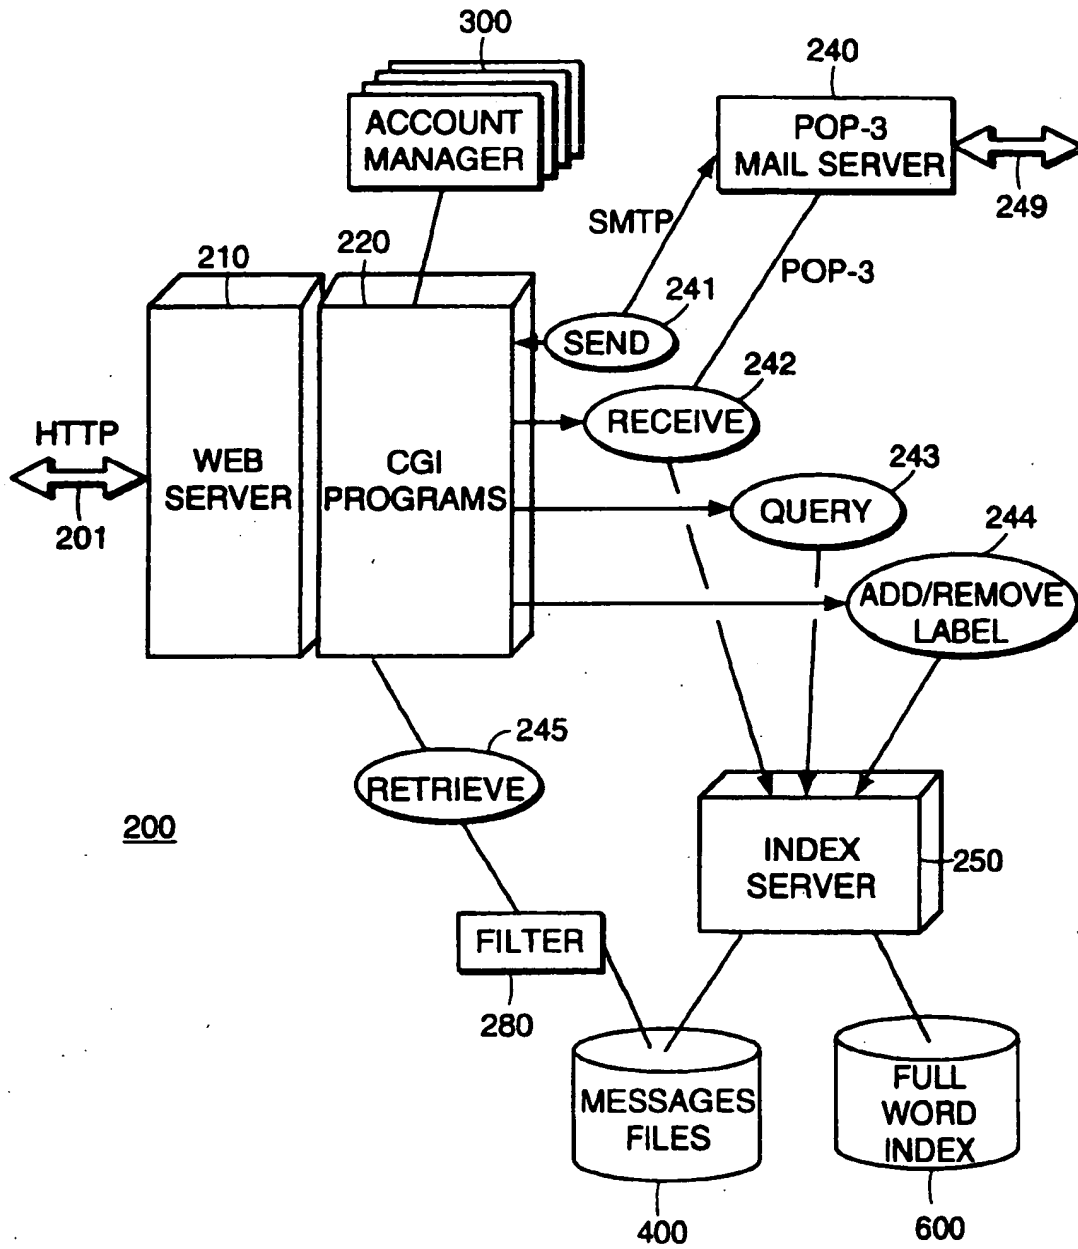 300
ACCOUNT
MANAGER
240
POP-3
MAIL SERVER
249
SMTP
POP-3
210
220
241
SEND
242
RECEIVE
HTTP
201
WEB
SERVER
CGI
PROGRAMS
243
QUERY
244
ADD/REMOVE
LABEL
245
RETRIEVE
200
INDEX
SERVER
250
FILTER
280
MESSAGES
FILES
400
FULL
WORD
INDEX
600